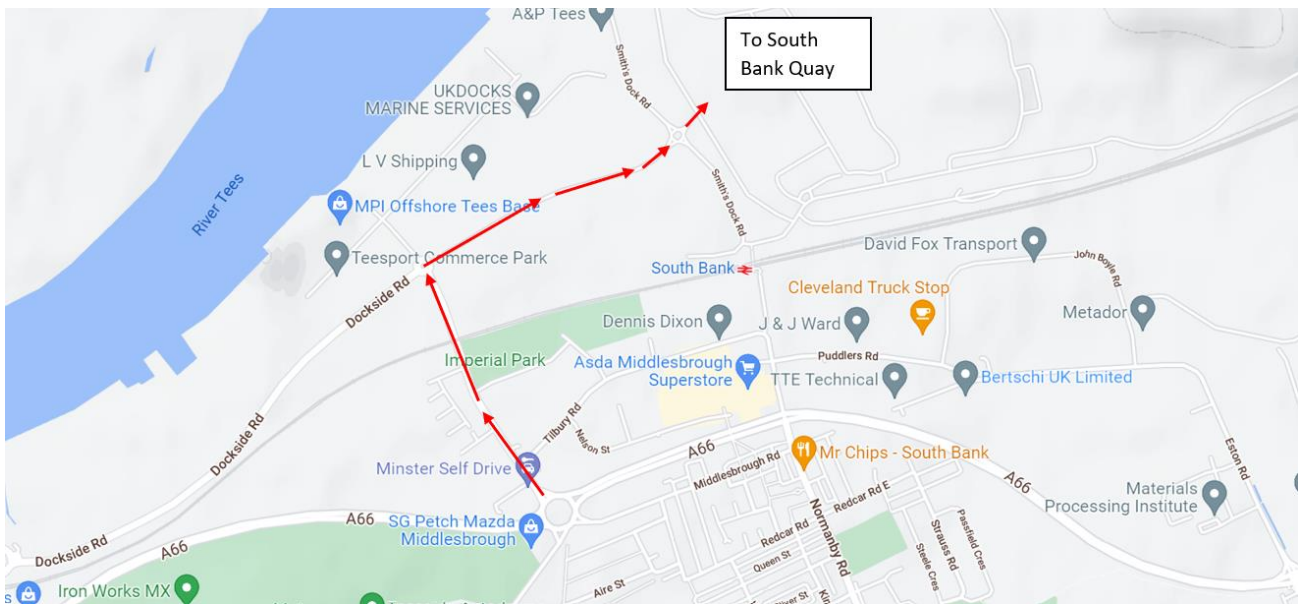 A&P Tees
To South
Bank Quay
Smith's Dock Rd
UKDOCKS
MARINE SERVICES
L V Shipping
River Tees
MPI Offshore Tees Base
Smith's Dock Rd
Teesport Commerce Park
David Fox Transport
John Boyle Rd
South Bank
Cleveland Truck Stop
Dockside Rd
Dennis Dixon
J & J Ward
Metador
Imperial Park
Puddlers Rd
Asda Middlesbrough
Superstore
TTE Technical
Bertschi UK Limited
Tilbury Rd
Nelson St
Dockside Rd
A66
Mr Chips - South Bank
Eston Rd
Minster Self Drive
Middlesbrough Rd
A66
Redcar Rd E
Materials
Processing Institute
A66
SG Petch Mazda
Middlesbrough
Normanby Rd
Redcar Rd
Strauss Rd
Passfield Cres
Dockside Rd
A66
Queen St
Steele Cres
Iron Works MX
Aire St